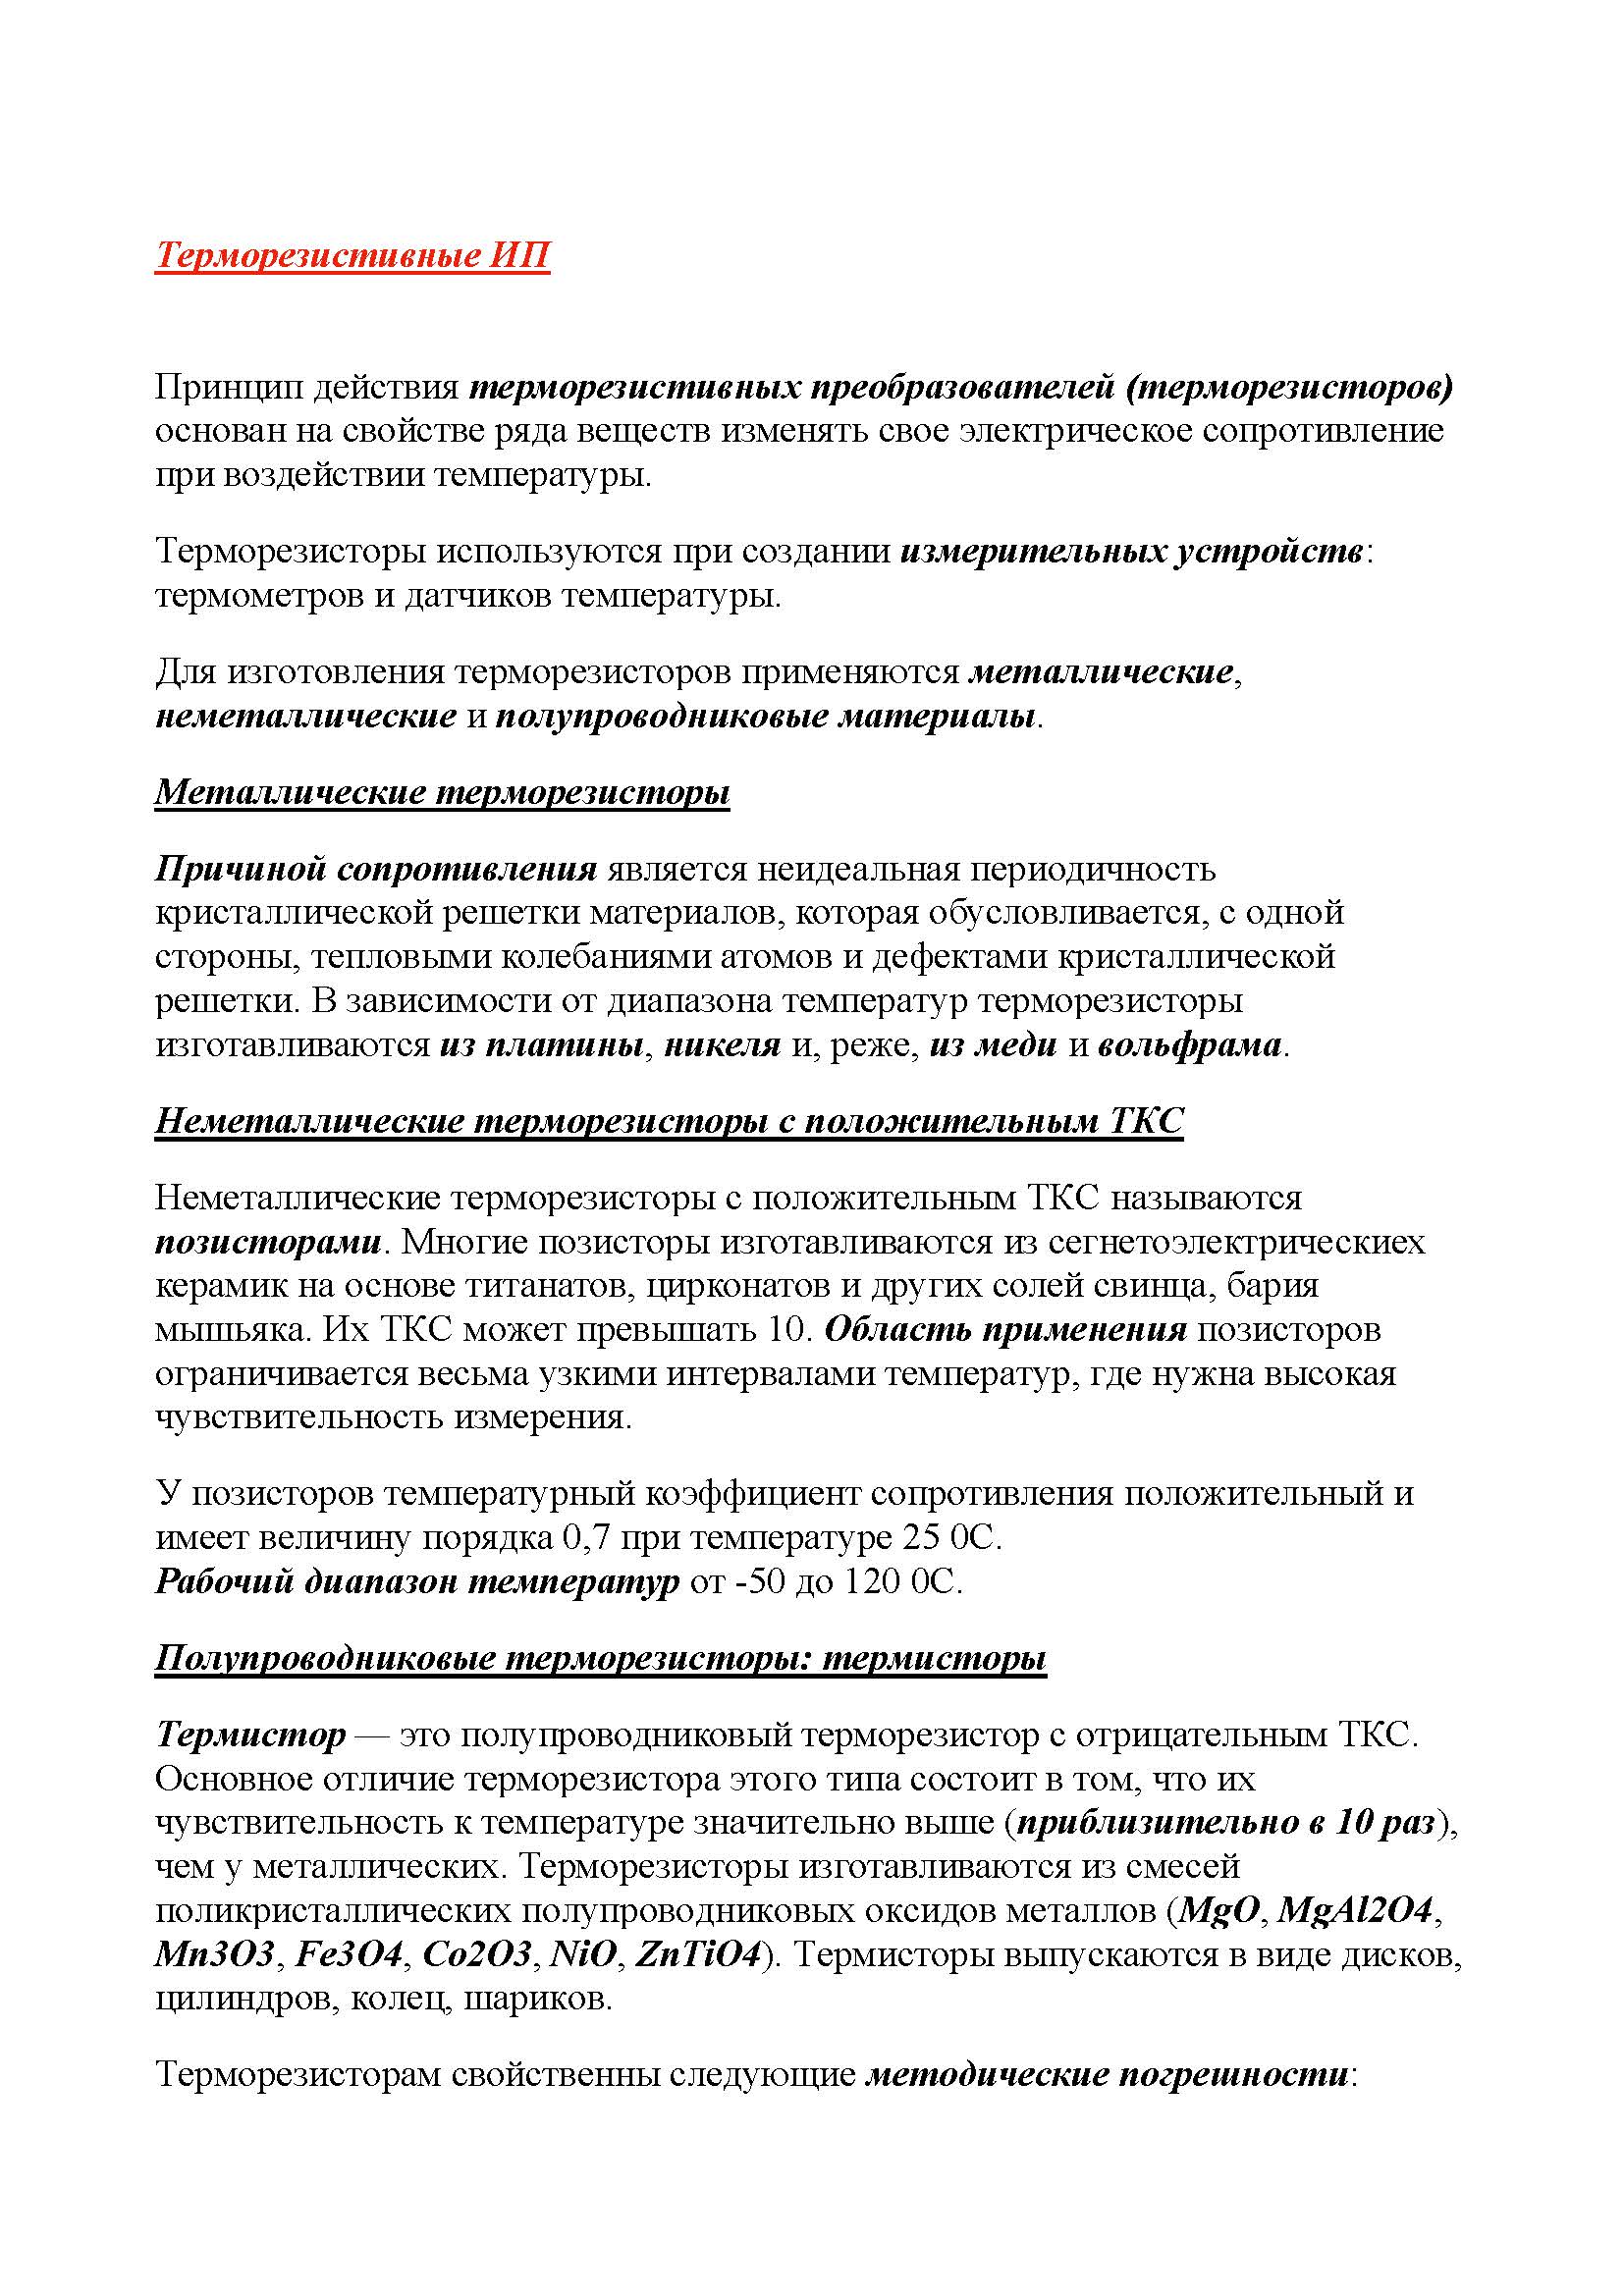 Терморезистивные ИП
Принцип действия терморезистивных преобразователей (терморезисторов)
основан на свойстве ряда веществ изменять свое электрическое сопротивление
при воздействии температуры.
Терморезисторы используются при создании измерительных устройств:
термометров и датчиков температуры.
Для изготовления терморезисторов применяются металлические,
неметаллические и полупроводниковые материалы.
Металлические терморезисторы
Причиной сопротивления является неидеальная периодичность
кристаллической решетки материалов, которая обусловливается, с одной
стороны, тепловыми колебаниями атомов и дефектами кристаллической
решетки. В зависимости от диапазона температур терморезисторы
изготавливаются из платины, никеля и, реже, из меди и вольфрама.
Неметаллические терморезисторы с положительным ТКС
Неметаллические терморезисторы с положительным ТКС называются
позисторами. Многие позисторы изготавливаются из сегнетоэлектрическиех
керамик на основе титанатов, цирконатов и других солей свинца, бария
мышьяка. Их ТКС может превышать 10. Область применения позисторов
ограничивается весьма узкими интервалами температур, где нужна высокая
чувствительность измерения.
У позисторов температурный коэффициент сопротивления положительный и
имеет величину порядка 0,7 при температуре 25 0С.
Рабочий диапазон температур от -50 до 120 0С.
Полупроводниковые терморезисторы: термисторы
Термистор — это полупроводниковый терморезистор с отрицательным ТКС.
Основное отличие терморезистора этого типа состоит в том, что их
чувствительность к температуре значительно выше (приблизительно в 10 раз),
чем у металлических. Терморезисторы изготавливаются из смесей
поликристаллических полупроводниковых оксидов металлов (MgO, MgAl2O4,
Mn3O3, Fe3O4, Co2O3, NiO, ZnTiO4). Термисторы выпускаются в виде дисков,
цилиндров, колец, шариков.
Терморезисторам свойственны следующие методические погрешности: